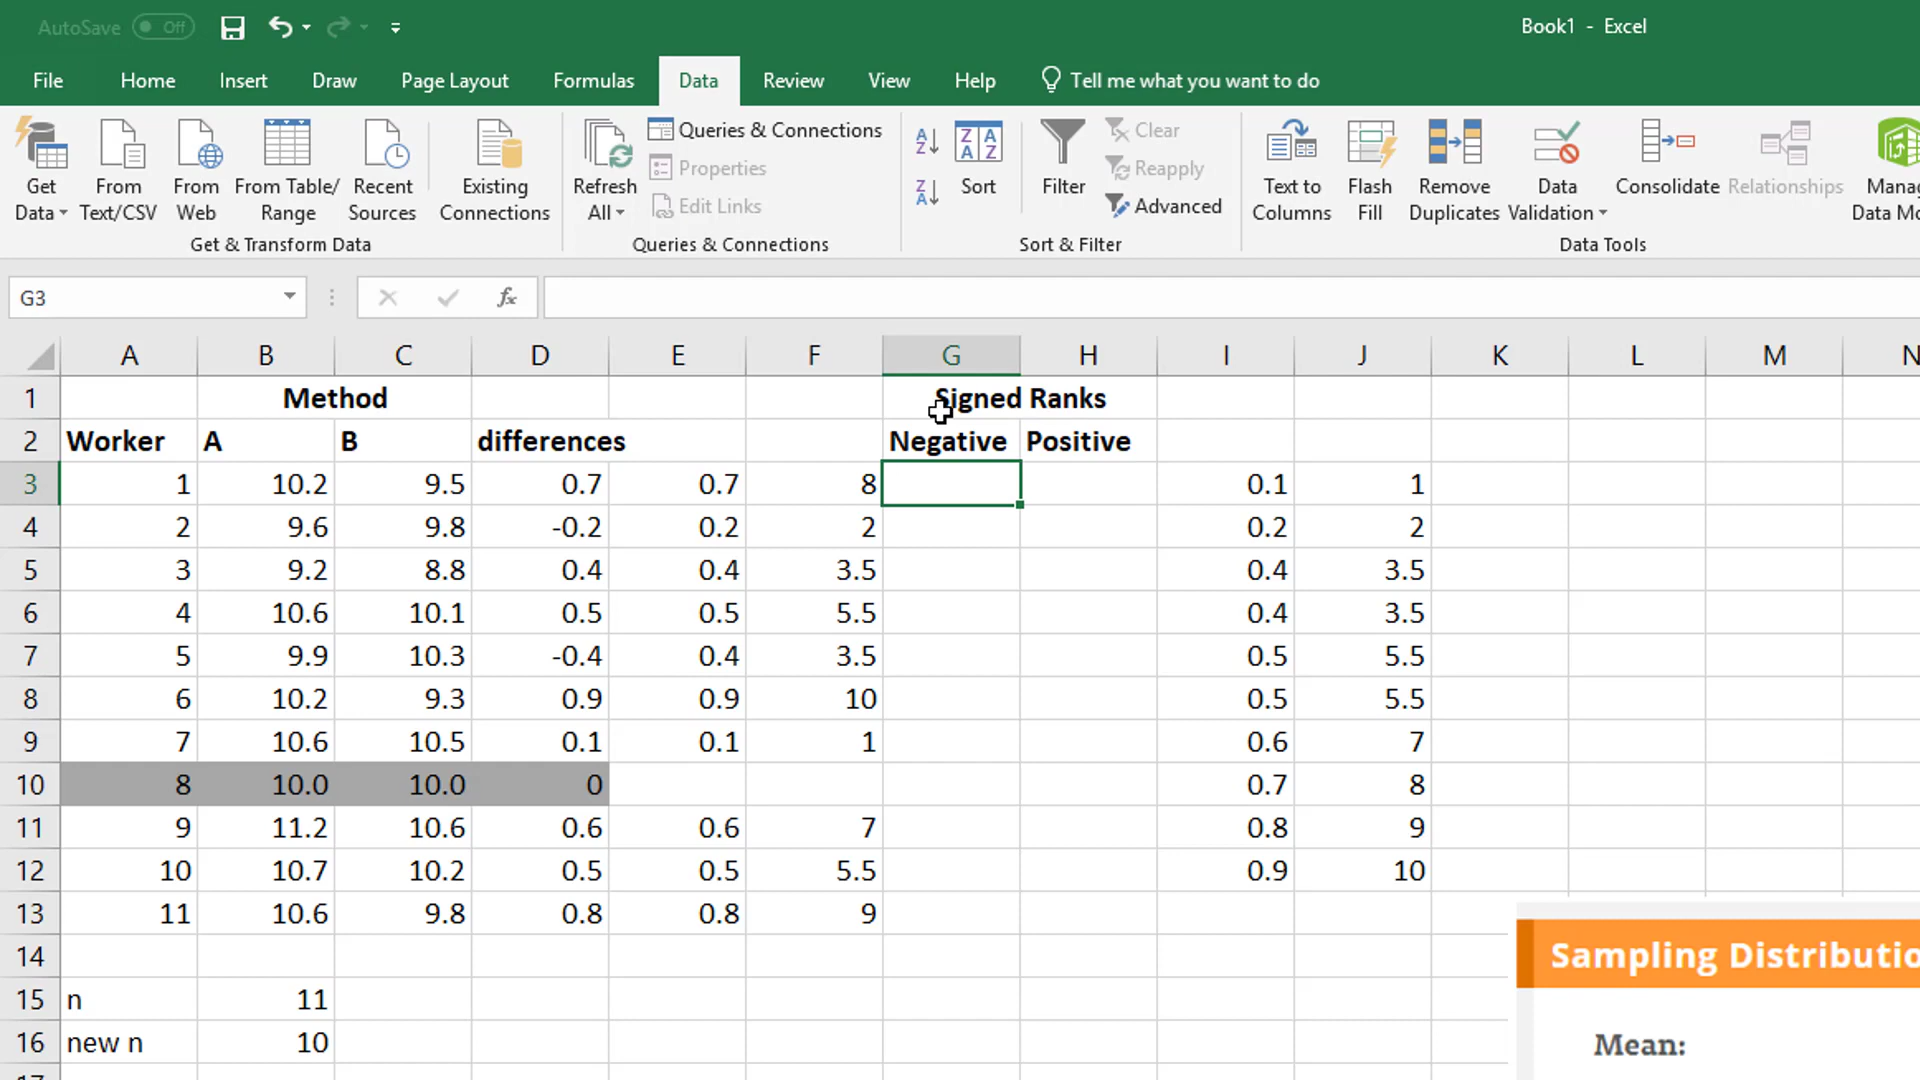 AutoSave Off
Book1 - Excel
File Home Insert Draw Page Layout Formulas Data Review View Help Tell me what you want to do
Get Data
From Text/CSV
From Web
From Table/ Range
Recent Sources
Existing Connections
Get & Transform Data
Refresh All
Queries & Connections
Properties
Edit Links
Queries & Connections
Sort
Filter
Clear
Reapply
Advanced
Sort & Filter
Text to Columns
Flash Fill
Remove Duplicates
Data Validation
Consolidate
Relationships
Data Tools
G3
fx
A B C D E F G H I J K L M N
1 Method Signed Ranks
2 Worker A B differences Negative Positive
3 1 10.2 9.5 0.7 0.7 8 0.1 1
4 2 9.6 9.8 -0.2 0.2 2 0.2 2
5 3 9.2 8.8 0.4 0.4 3.5 0.4 3.5
6 4 10.6 10.1 0.5 0.5 5.5 0.4 3.5
7 5 9.9 10.3 -0.4 0.4 3.5 0.5 5.5
8 6 10.2 9.3 0.9 0.9 10 0.5 5.5
9 7 10.6 10.5 0.1 0.1 1 0.6 7
10 8 10.0 10.0 0 0.7 8
11 9 11.2 10.6 0.6 0.6 7 0.8 9
12 10 10.7 10.2 0.5 0.5 5.5 0.9 10
13 11 10.6 9.8 0.8 0.8 9
14
15 n 11
16 new n 10
Sampling Distributio
Mean: